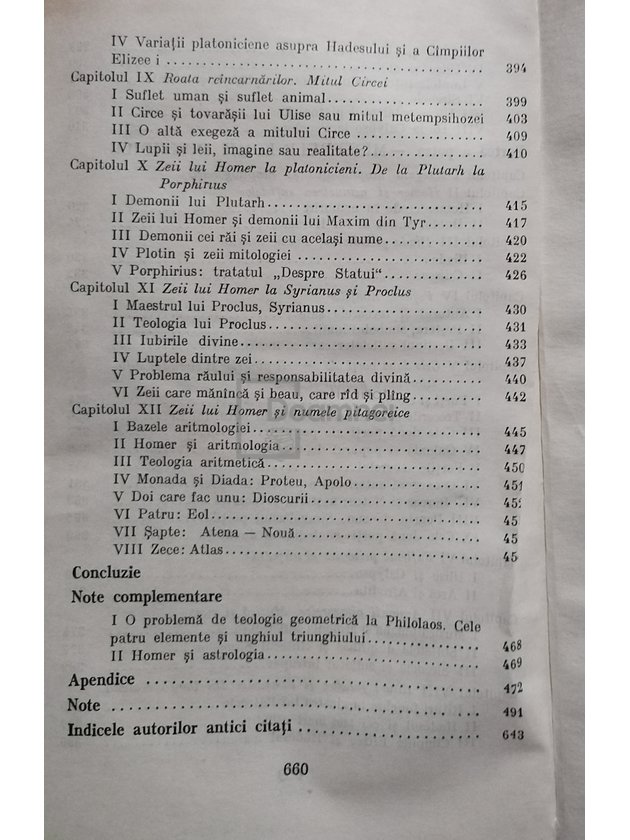 IV Variații platoniciene asupra Hadesului și a Cîmpiilor
Elizee i .......... 394
Capitolul IX Roata reîncarnărilor. Mitul Circei
I Suflet uman și suflet animal .......... 399
II Circe și tovarășii lui Ulise sau mitul metempsihozei 403
III O altă exegeză a mitului Circe .......... 409
IV Lupii și leii, imagine sau realitate? .......... 410
Capitolul X Zeii lui Homer la platonicieni. De la Plutarh la
Porphirius
I Demonii lui Plutarh .......... 415
II Zeii lui Homer și demonii lui Maxim din Tyr .......... 417
III Demonii cei răi și zeii cu același nume .......... 420
IV Plotin și zeii mitologiei .......... 422
V Porphirius: tratatul „Despre Statui“ .......... 426
Capitolul XI Zeii lui Homer la Syrianus și Proclus
I Maestrul lui Proclus, Syrianus .......... 430
II Teologia lui Proclus .......... 431
III Iubirile divine .......... 433
IV Luptele dintre zei .......... 437
V Problema răului și responsabilitatea divină .......... 440
VI Zeii care mănîncă și beau, care rîd și plîng .......... 442
Capitolul XII Zeii lui Homer și numele pitagoreice
I Bazele aritmologiei .......... 445
II Homer și aritmologia .......... 447
III Teologia aritmetică .......... 450
IV Monada și Diada: Proteu, Apolo .......... 451
V Doi care fac unu: Dioscurii .......... 45
VI Patru: Eol .......... 45
VII Șapte: Atena — Nouă .......... 45
VIII Zece: Atlas .......... 45
Concluzie
Note complementare
I O problemă de teologie geometrică la Philolaos. Cele
patru elemente și unghiul triunghiului .......... 468
II Homer și astrologia .......... 469
Apendice .......... 472
Note .......... 491
Indicele autorilor antici citați .......... 643
660